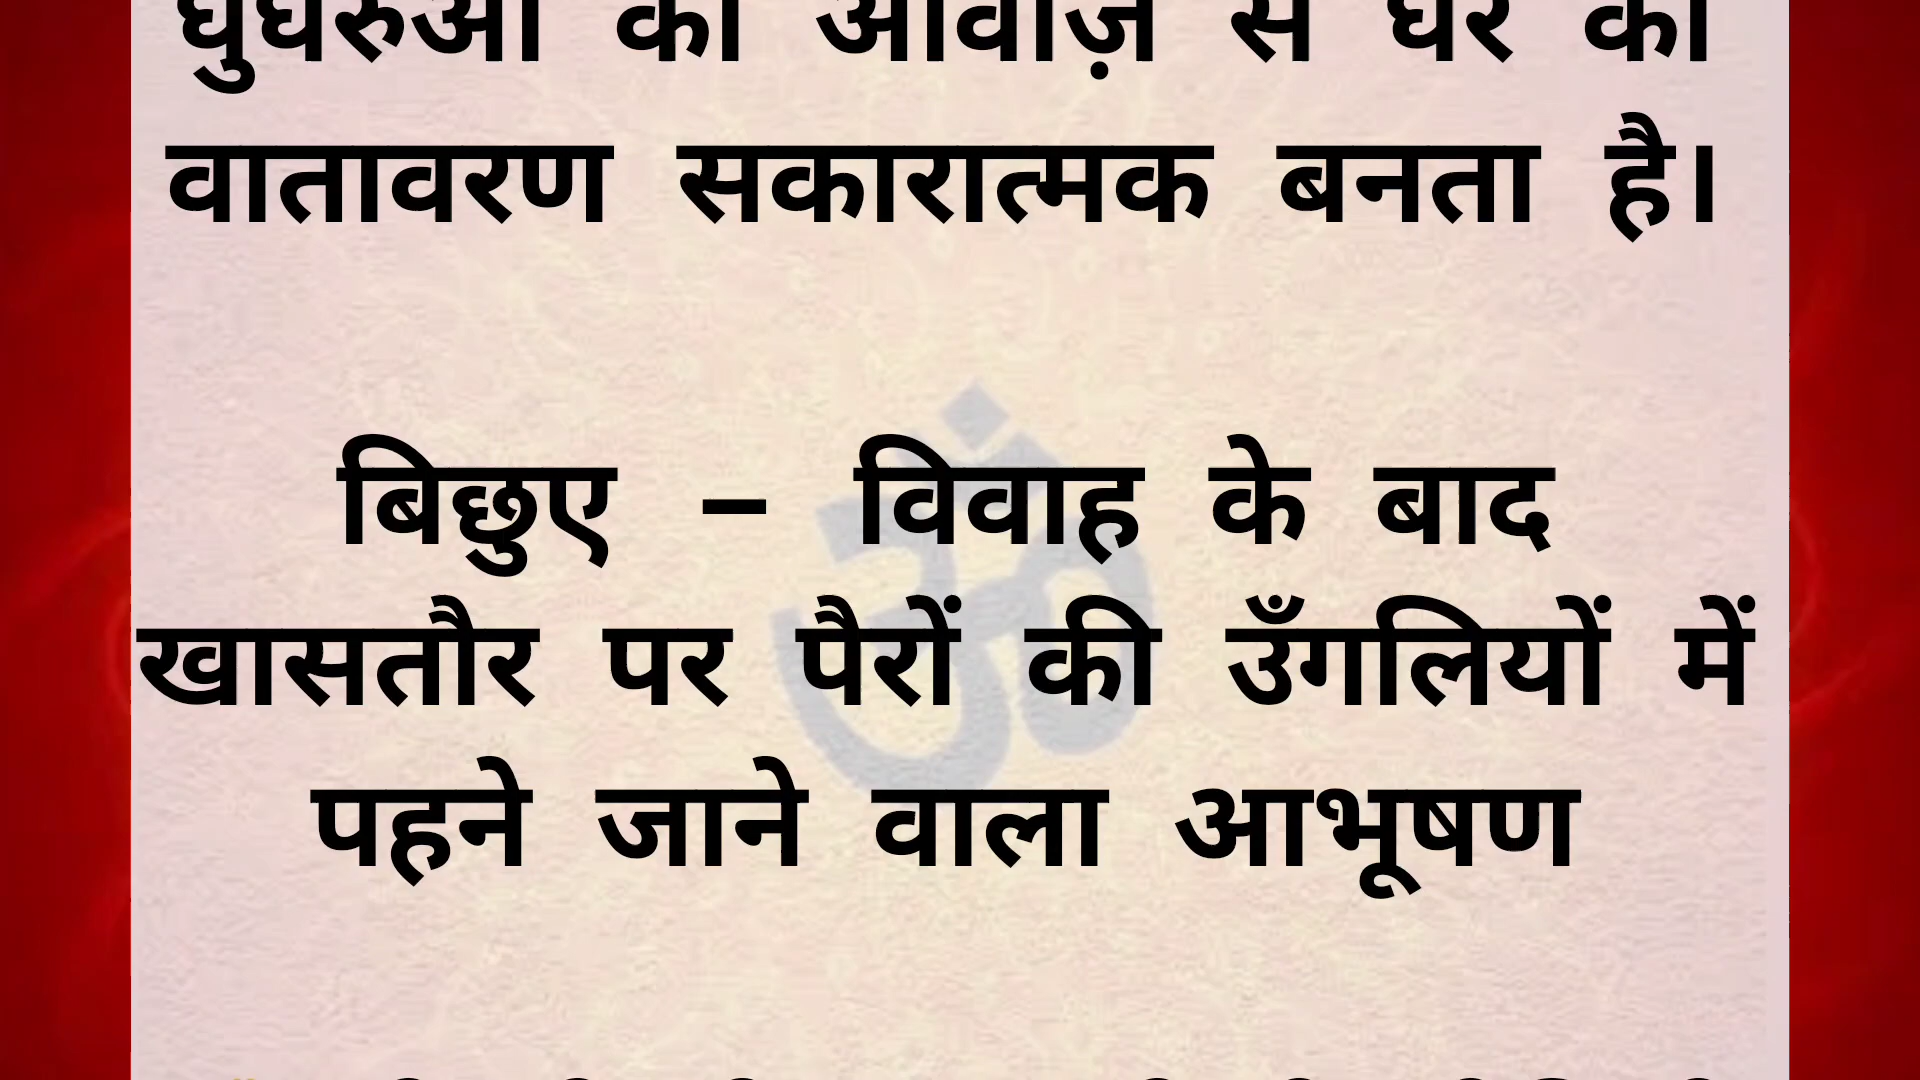 घुंघरुओं की आवाज़ से घर का
वातावरण सकारात्मक बनता है।
बिछुए – विवाह के बाद
खासतौर पर पैरों की उँगलियों में
पहने जाने वाला आभूषण